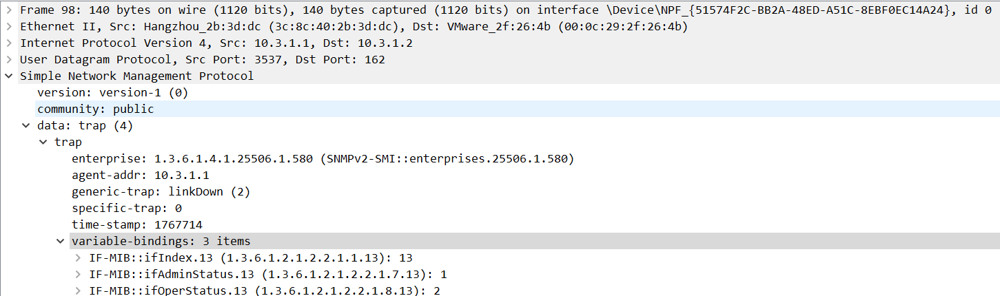 Frame 98: 140 bytes on wire (1120 bits), 140 bytes captured (1120 bits) on interface \Device\NPF_{51574F2C-BB2A-48ED-A51C-8EBF0EC14A24}, id 0
Ethernet II, Src: Hangzhou_2b:3d:dc (3c:8c:40:2b:3d:dc), Dst: VMware_2f:26:4b (00:0c:29:2f:26:4b)
Internet Protocol Version 4, Src: 10.3.1.1, Dst: 10.3.1.2
User Datagram Protocol, Src Port: 3537, Dst Port: 162
Simple Network Management Protocol
version: version-1 (0)
community: public
data: trap (4)
trap
enterprise: 1.3.6.1.4.1.25506.1.580 (SNMPv2-SMI::enterprises.25506.1.580)
agent-addr: 10.3.1.1
generic-trap: linkDown (2)
specific-trap: 0
time-stamp: 1767714
variable-bindings: 3 items
IF-MIB::ifIndex.13 (1.3.6.1.2.1.2.2.1.1.13): 13
IF-MIB::ifAdminStatus.13 (1.3.6.1.2.1.2.2.1.7.13): 1
IF-MIB::ifOperStatus.13 (1.3.6.1.2.1.2.2.1.8.13): 2